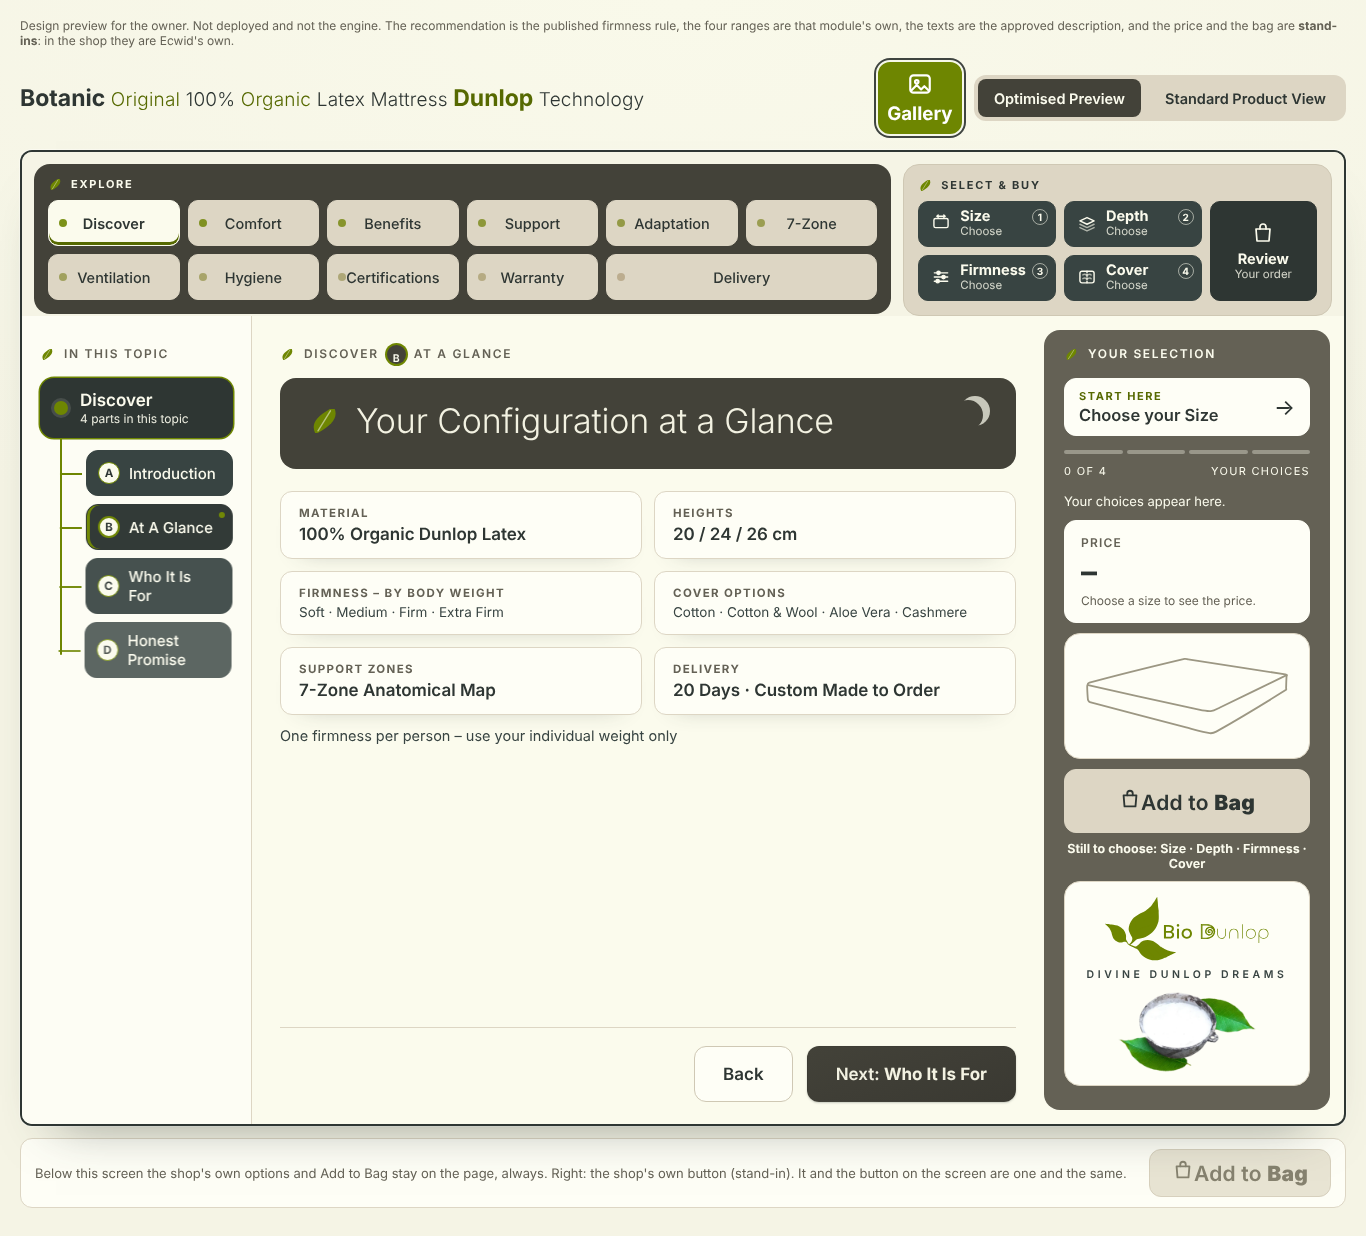 Design preview for the owner. Not deployed and not the engine. The recommendation is the published firmness rule, the four ranges are that module's own, the texts are the approved description, and the price and the bag are stand-
ins: in the shop they are Ecwid's own.
Botanic Original 100% Organic Latex Mattress Dunlop Technology
Gallery
Optimised Preview
Standard Product View
EXPLORE
Discover
Comfort
Benefits
Support
Adaptation
7-Zone
Ventilation
Hygiene
Certifications
Warranty
Delivery
SELECT & BUY
Size
Choose
1
Depth
Choose
2
Firmness
Choose
3
Cover
Choose
4
Review
Your order
IN THIS TOPIC
Discover
4 parts in this topic
A Introduction
B At A Glance
C Who It Is
For
D Honest
Promise
DISCOVER B AT A GLANCE
Your Configuration at a Glance
MATERIAL
100% Organic Dunlop Latex
HEIGHTS
20 / 24 / 26 cm
FIRMNESS – BY BODY WEIGHT
Soft · Medium · Firm · Extra Firm
COVER OPTIONS
Cotton · Cotton & Wool · Aloe Vera · Cashmere
SUPPORT ZONES
7-Zone Anatomical Map
DELIVERY
20 Days · Custom Made to Order
One firmness per person – use your individual weight only
Back
Next: Who It Is For
YOUR SELECTION
START HERE
Choose your Size
0 OF 4
YOUR CHOICES
Your choices appear here.
PRICE
–
Choose a size to see the price.
Add to Bag
Still to choose: Size · Depth · Firmness ·
Cover
Bio Dunlop
DIVINE DUNLOP DREAMS
Below this screen the shop's own options and Add to Bag stay on the page, always. Right: the shop's own button (stand-in). It and the button on the screen are one and the same.
Add to Bag